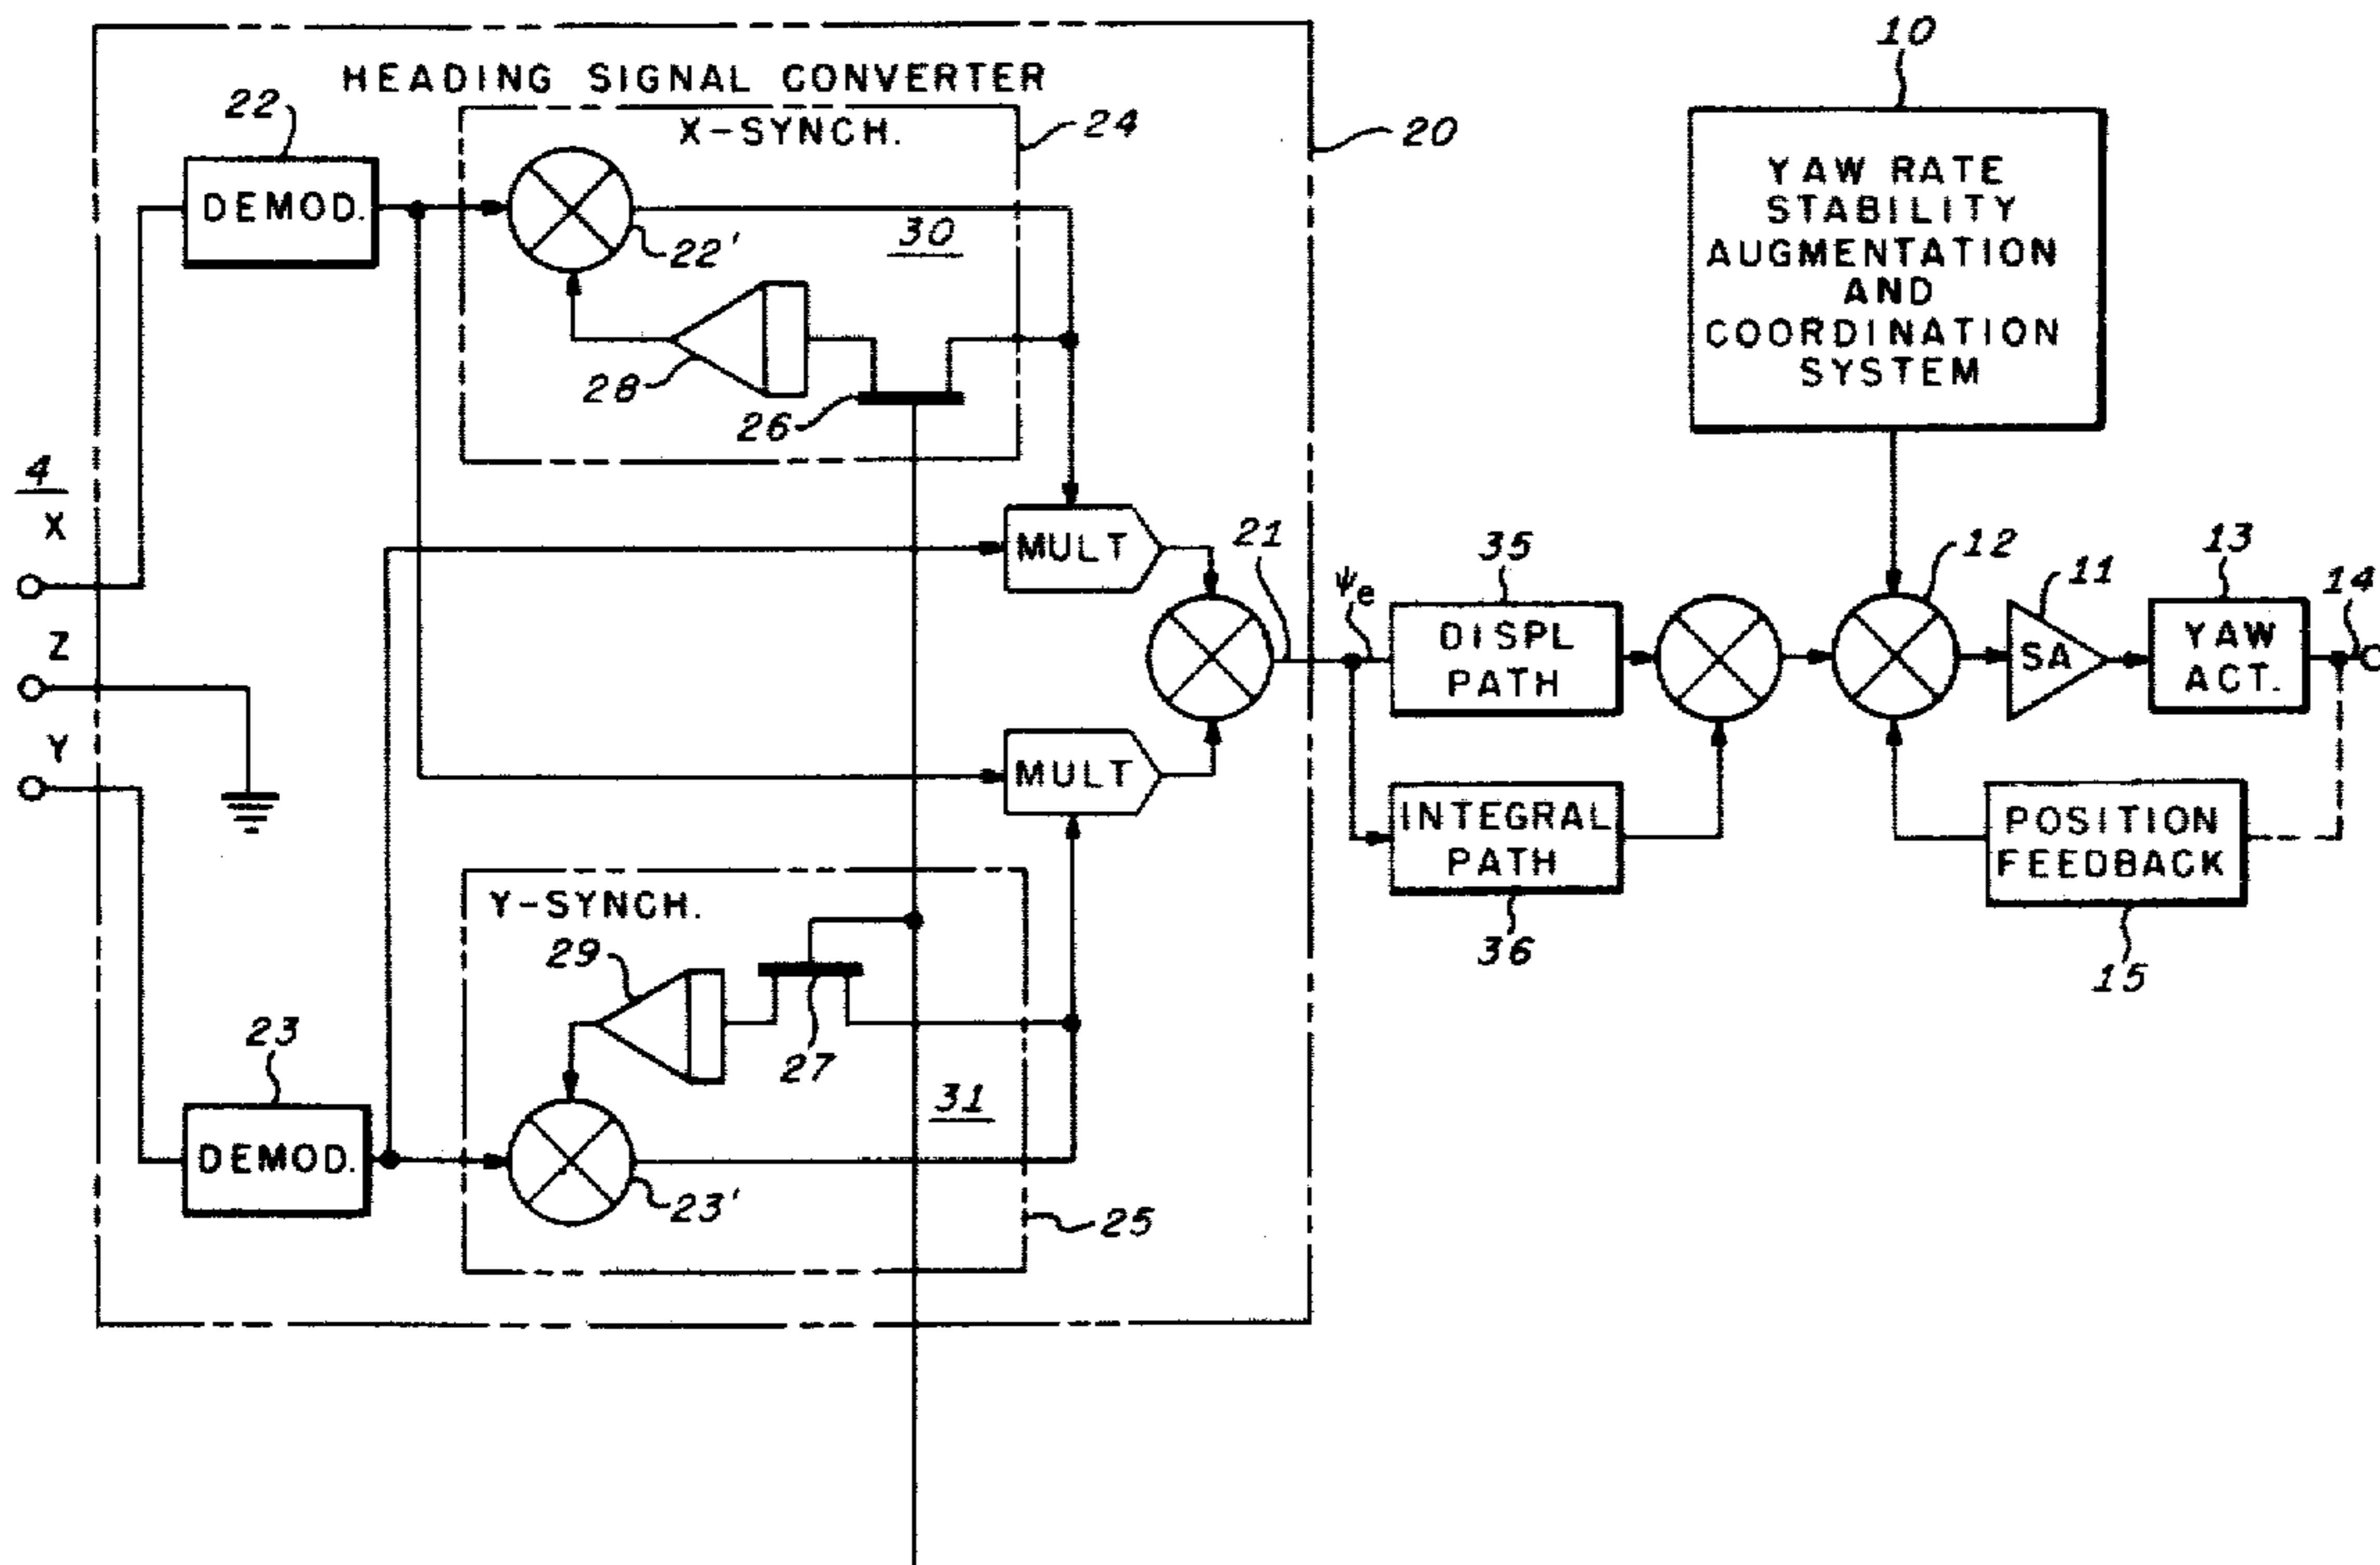 HEADING SIGNAL CONVERTER
10
22
X-SYNCH.
24
20
DEMOD.
22'
30
28
26
YAW RATE
STABILITY
AUGMENTATION
AND
COORDINATION
SYSTEM
4
X
Z
Y
MULT
MULT
21
ψe
35
DISPL
PATH
12
11
SA
13
YAW
ACT.
14
INTEGRAL
PATH
36
POSITION
FEEDBACK
15
Y-SYNCH.
29
27
31
23
DEMOD.
23'
25